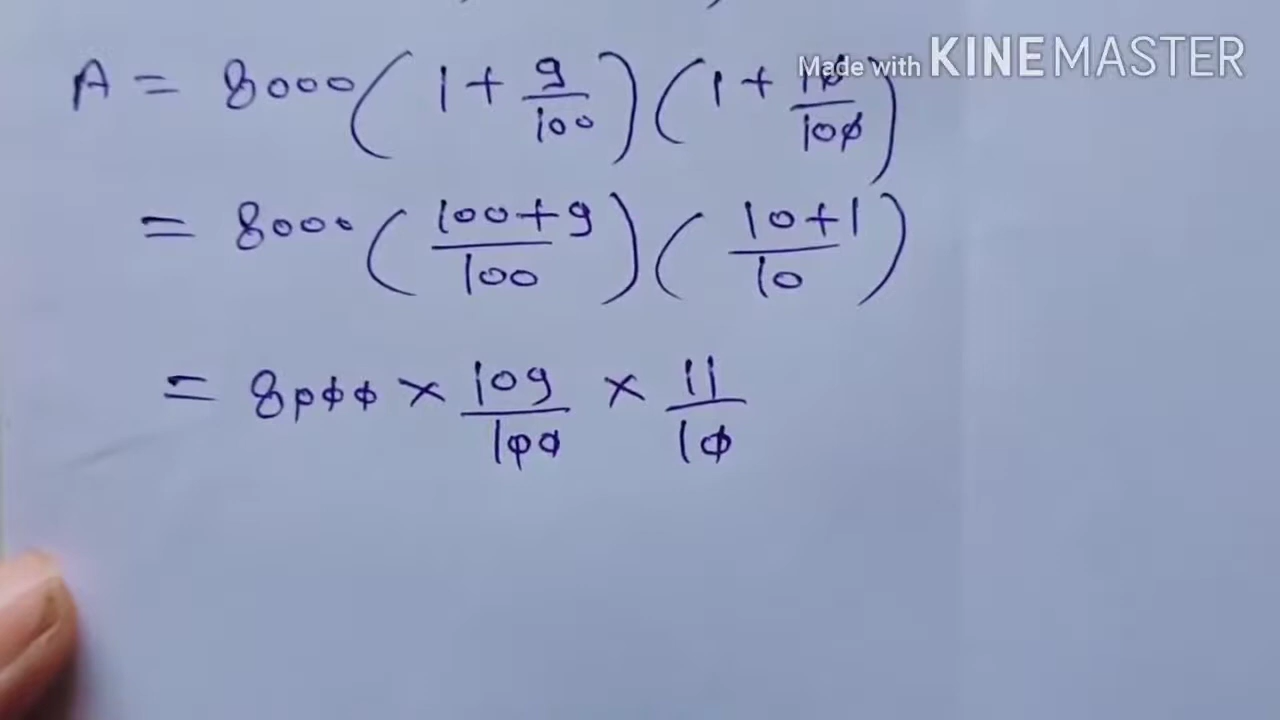 Made with KINEMASTER
A = 8000 ( 1 + 9/100 ) ( 1 + 10/100 )
= 8000 ( 100+9/100 ) ( 10+1/10 )
= 8000 × 109/100 × 11/10